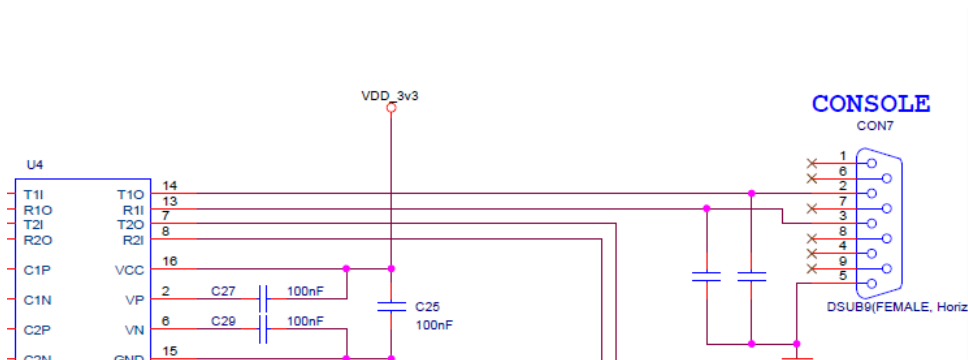 VDD_3v3
CONSOLE
CON7
U4
1
6
T1I T1O 14 2
R1O R1I 13 7
T2I T2O 7 3
R2O R2I 8 8
4
C1P VCC 16 9
5
C1N VP 2 C27 100nF
C25
DSUB9(FEMALE, Horiz
C2P VN 6 C29 100nF
100nF
C2N GND 15